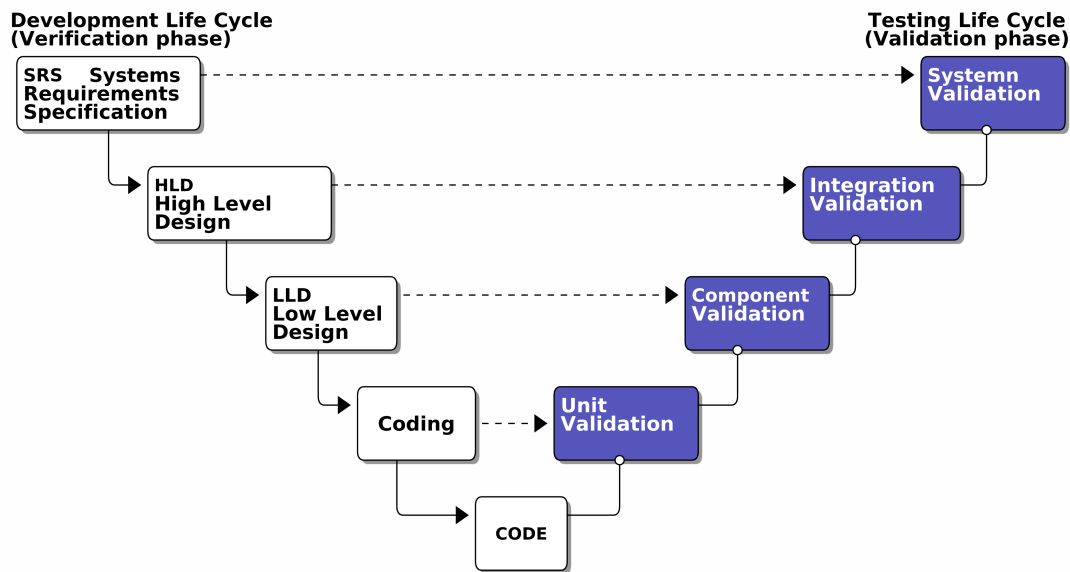 Development Life Cycle
(Verification phase)
Testing Life Cycle
(Validation phase)
SRS Systems
Requirements
Specification
Systemn
Validation
HLD
High Level
Design
Integration
Validation
LLD
Low Level
Design
Component
Validation
Coding
Unit
Validation
CODE